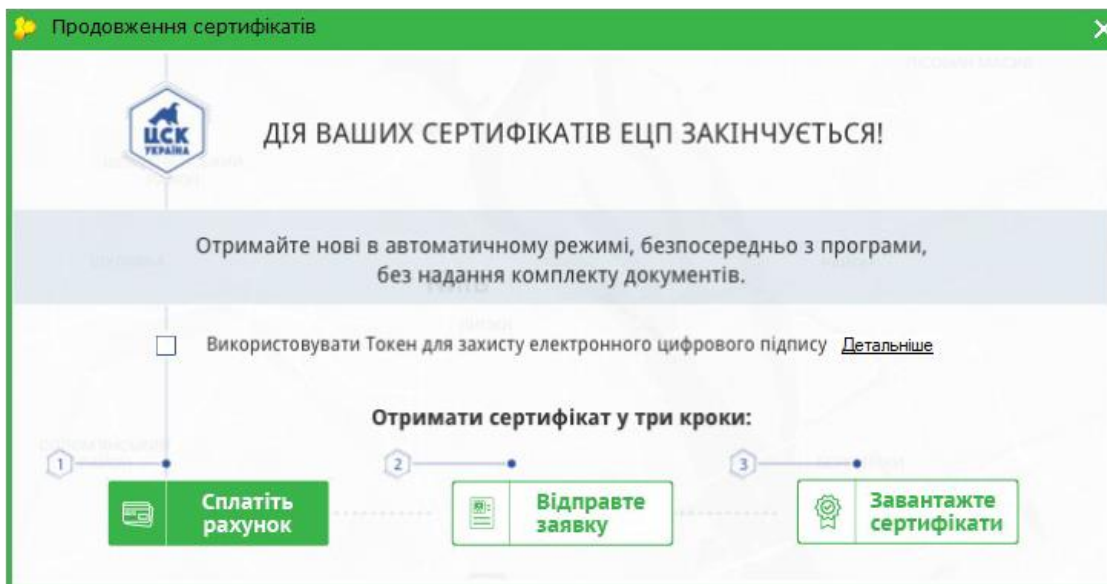 Продовження сертифікатів
ЦСК
УКРАЇНА
ДІЯ ВАШИХ СЕРТИФІКАТІВ ЕЦП ЗАКІНЧУЄТЬСЯ!
Отримайте нові в автоматичному режимі, безпосередньо з програми,
без надання комплекту документів.
Використовувати Токен для захисту електронного цифрового підпису Детальніше
Отримати сертифікат у три кроки:
1
2
3
Сплатіть
рахунок
Відправте
заявку
Завантажте
сертифікати